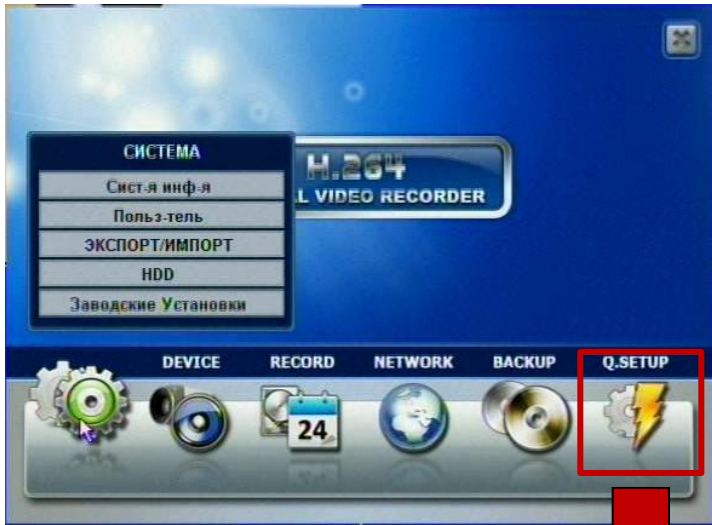 СИСТЕМА
Сист-я инф-я
Польз-тель
ЭКСПОРТ/ИМПОРТ
HDD
Заводские Установки
H.264
L VIDEO RECORDER
DEVICE
RECORD
NETWORK
BACKUP
Q.SETUP
24